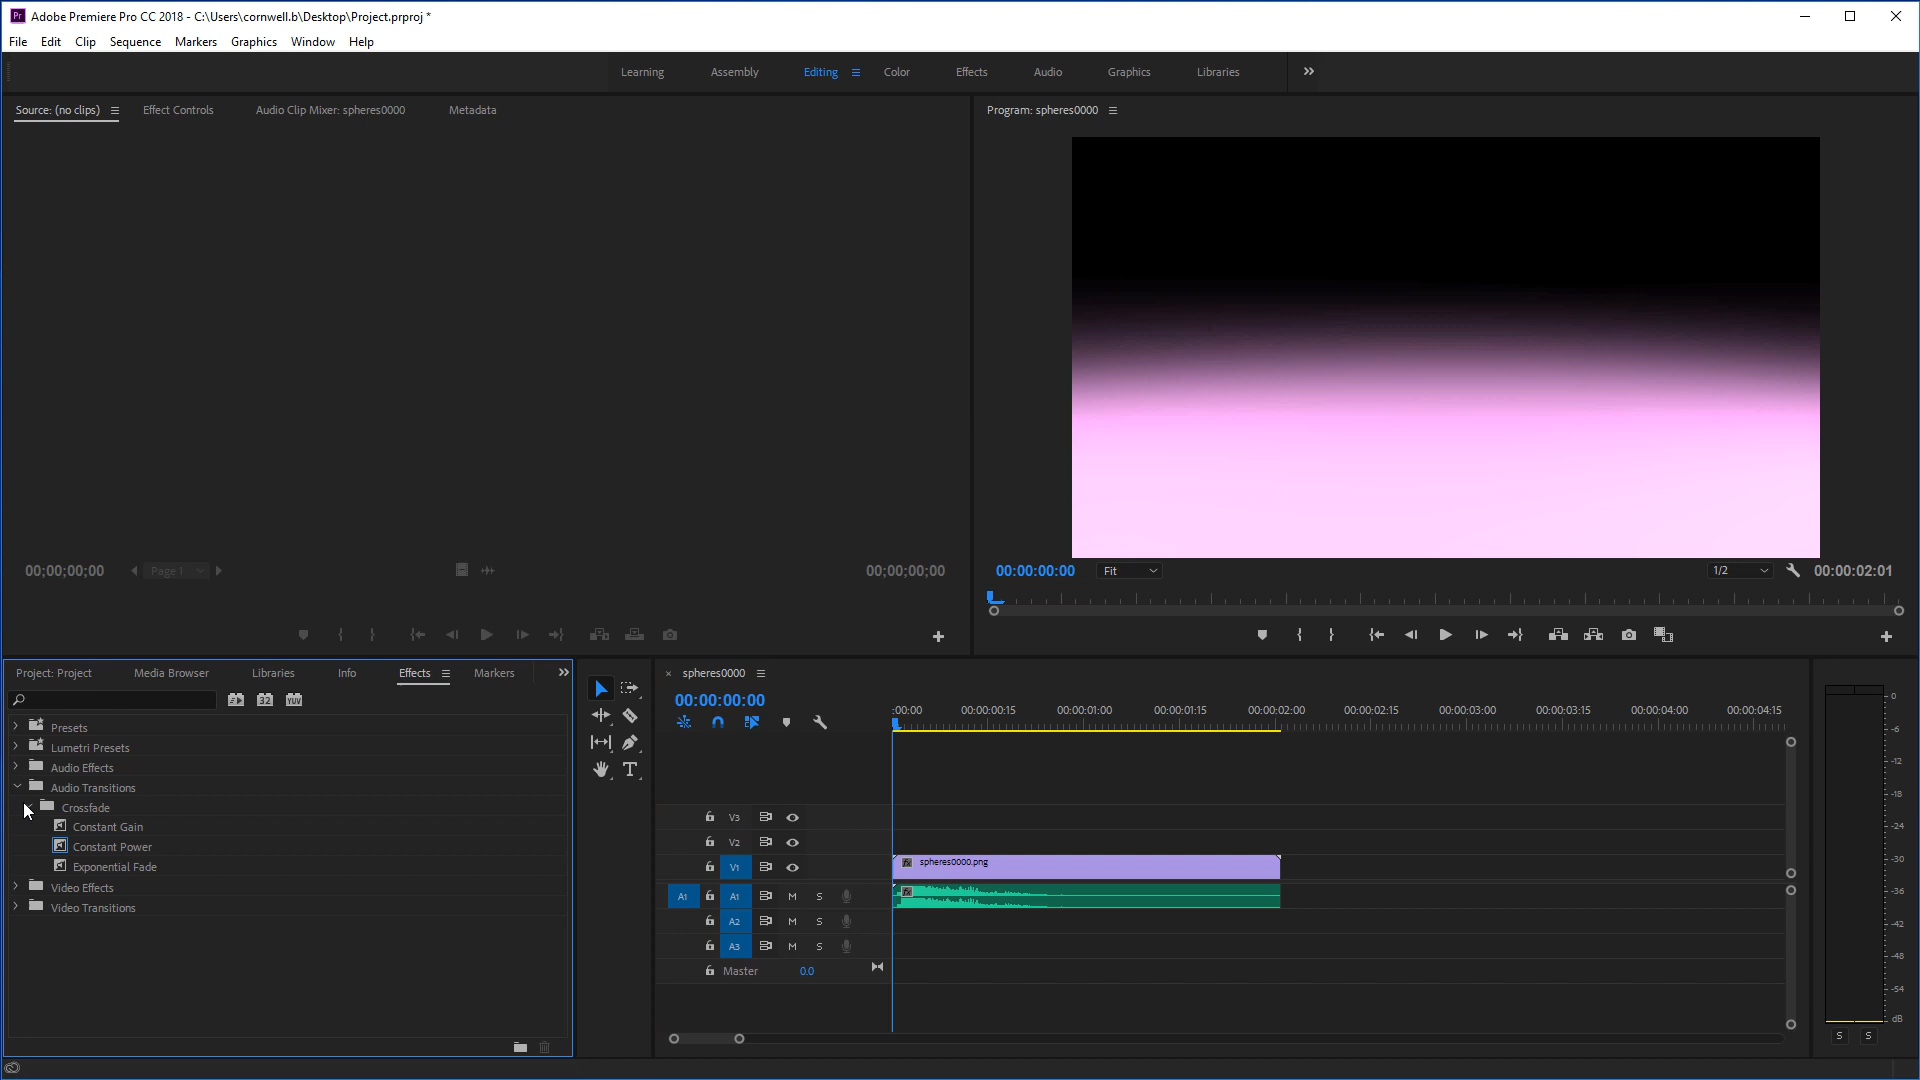 Adobe Premiere Pro CC 2018 - C:\Users\cornwell.b\Desktop\Project.prproj *
File Edit Clip Sequence Markers Graphics Window Help
Learning Assembly Editing Color Effects Audio Graphics Libraries
Source: (no clips) Effect Controls Audio Clip Mixer: spheres0000 Metadata
Program: spheres0000
00;00;00;00 Page 1 00;00;00;00
00:00:00:00 Fit 1/2 00:00:02:01
Project: Project Media Browser Libraries Info Effects Markers
32 YUV
Presets
Lumetri Presets
Audio Effects
Audio Transitions
Crossfade
Constant Gain
Constant Power
Exponential Fade
Video Effects
Video Transitions
spheres0000
00:00:00:00
:00:00 00:00:00:15 00:00:01:00 00:00:01:15 00:00:02:00 00:00:02:15 00:00:03:00 00:00:03:15 00:00:04:00 00:00:04:15
V3
V2
V1 fx spheres0000.png
A1 A1 M S fx
A2 M S
A3 M S
Master 0.0
0
-6
-12
-18
-24
-30
-36
-42
-48
-54
dB
S S